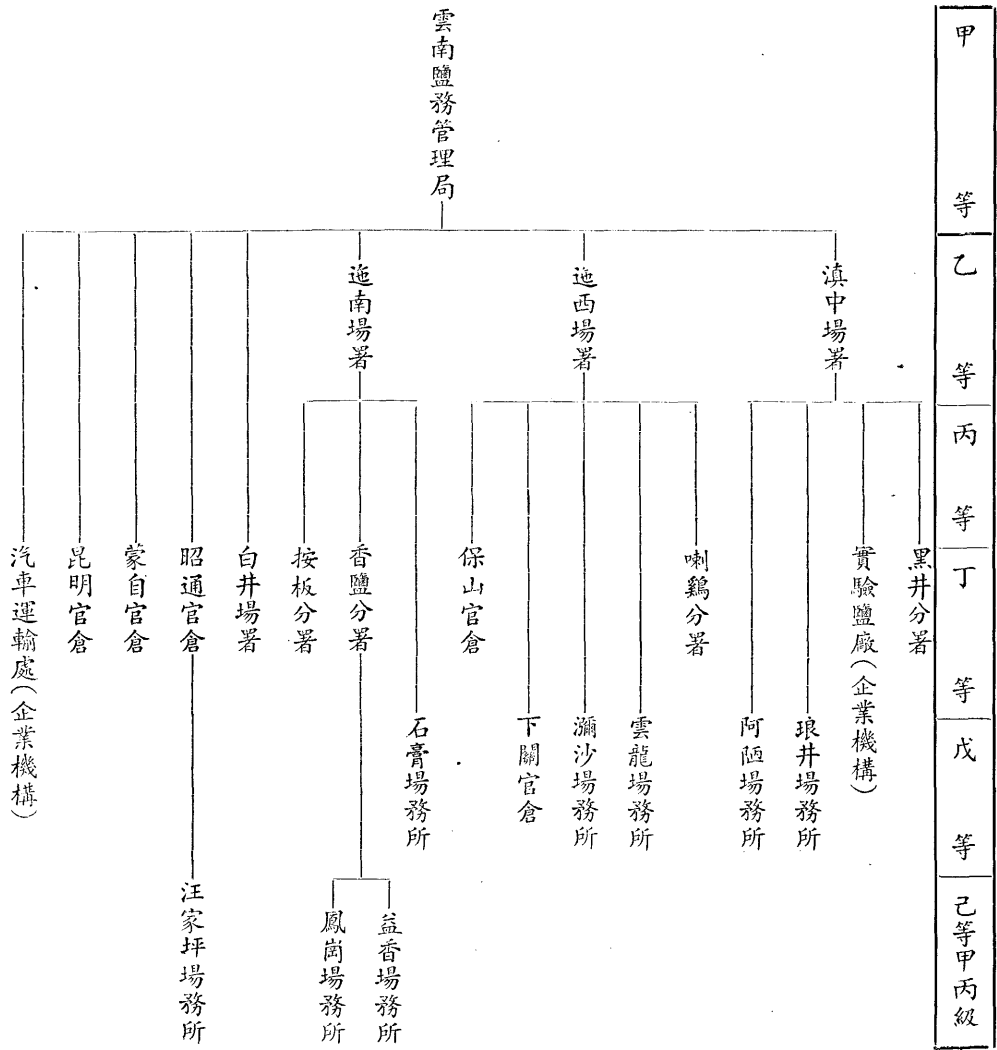 甲等
乙等
丙等
丁等
戊等
己等甲丙級
雲南鹽務管理局
滇中場署
迤西場署
迤南場署
黑井分署
實驗鹽廠(企業機構)
琅井場務所
阿陋場務所
喇鷄分署
雲龍場務所
瀰沙場務所
下關官倉
保山官倉
石膏場務所
香鹽分署
按板分署
白井場署
昭通官倉
蒙自官倉
昆明官倉
汽車運輸處(企業機構)
益香場務所
鳳崗場務所
汪家坪場務所